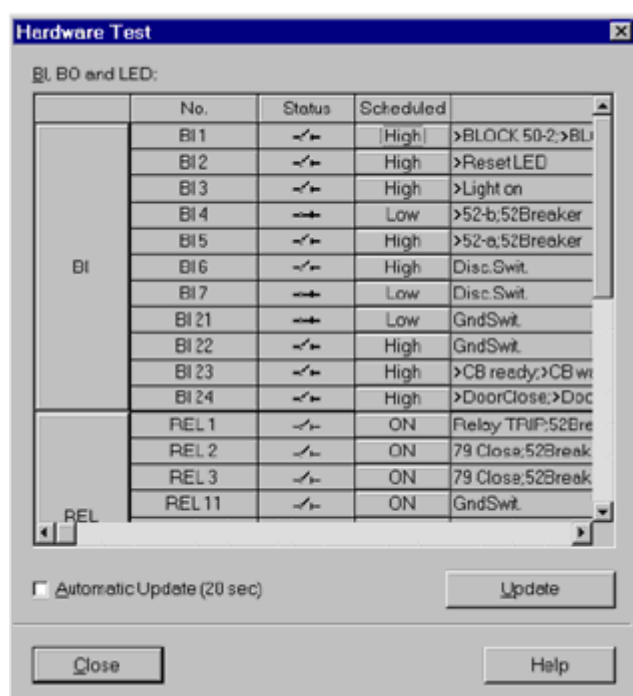 Hardware Test
BI, BO and LED:
No. Status Scheduled
BI BI 1 High >BLOCK 50-2;>BL
BI 2 High >ResetLED
BI 3 High >Light on
BI 4 Low >52-b;52Breaker
BI 5 High >52-a;52Breaker
BI 6 High Disc.Swit.
BI 7 Low Disc.Swit.
BI 21 Low GndSwit.
BI 22 High GndSwit.
BI 23 High >CB ready;>CB w
BI 24 High >DoorClose;>Doo
REL REL 1 ON Relay TRIP;52Bre
REL 2 ON 79 Close;52Break
REL 3 ON 79 Close;52Break
REL 11 ON GndSwit.
Automatic Update (20 sec) Update
Close Help